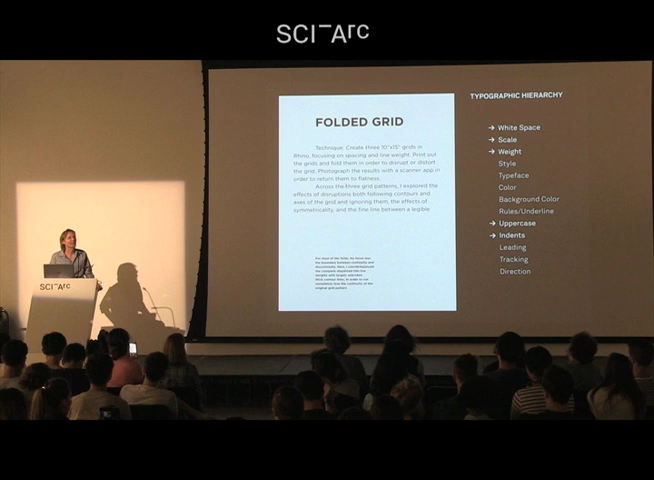 SCI-Arc
FOLDED GRID
Technique: Create three 10"x15" grids in
Rhino, focusing on spacing and line weight. Print out
the grids and fold them in order to disrupt or distort
the grid. Photograph the results with a scanner app in
order to return them to flatness.
Across the three grid patterns, I explored the
effects of disruptions both following contours and
axes of the grid and ignoring them, the effects of
symmetricality, and the fine line between a legible
original grid pattern.
TYPOGRAPHIC HIERARCHY
→ White Space
→ Scale
→ Weight
Style
Typeface
Color
Background Color
Rules/Underline
→ Uppercase
→ Indents
Leading
Tracking
Direction
SCI-Arc